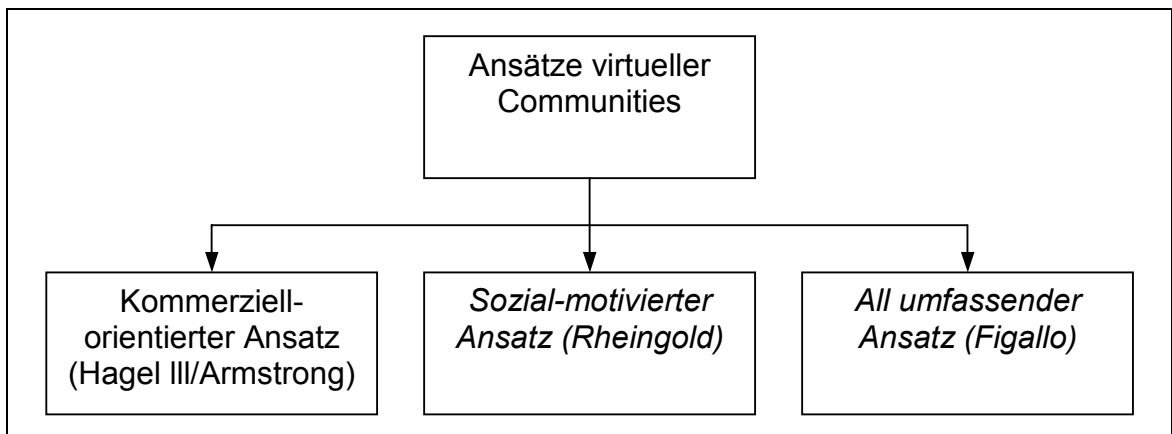 Ansätze virtueller
Communities
Kommerziell-
orientierter Ansatz
(Hagel III/Armstrong)
Sozial-motivierter
Ansatz (Rheingold)
All umfassender
Ansatz (Figallo)